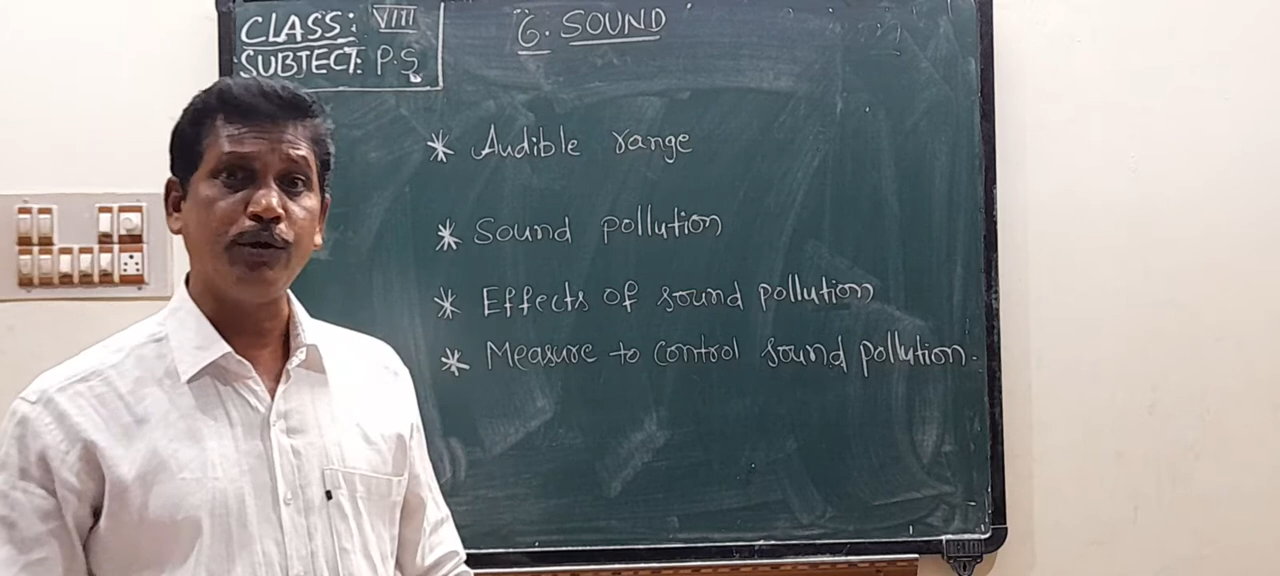 CLASS: VIII
SUBJECT: P.S
6. SOUND
* Audible range
* Sound pollution
* Effects of sound pollution
* Measure to control sound pollution.